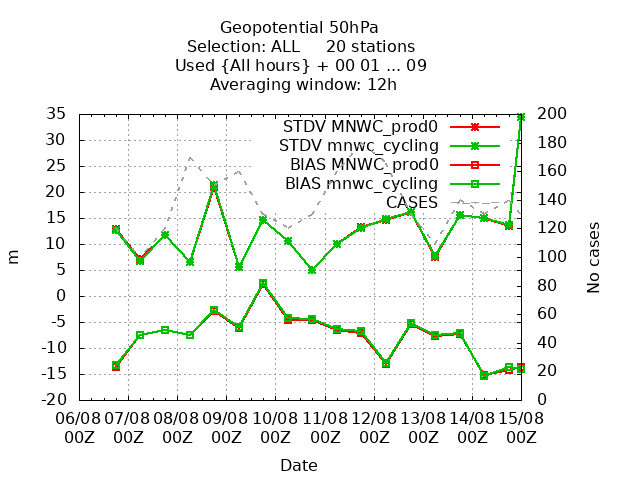 Geopotential 50hPa
Selection: ALL 20 stations
Used {All hours} + 00 01 ... 09
Averaging window: 12h
35 200
30 180
25 160
20 140
15 120
10 100
5 80
0 60
-5 40
-10 20
-15 0
-20
STDV MNWC_prod0
STDV mnwc_cycling
BIAS MNWC_prod0
BIAS mnwc_cycling
CASES
m
No cases
06/08 07/08 08/08 09/08 10/08 11/08 12/08 13/08 14/08 15/08
00Z 00Z 00Z 00Z 00Z 00Z 00Z 00Z 00Z 00Z
Date